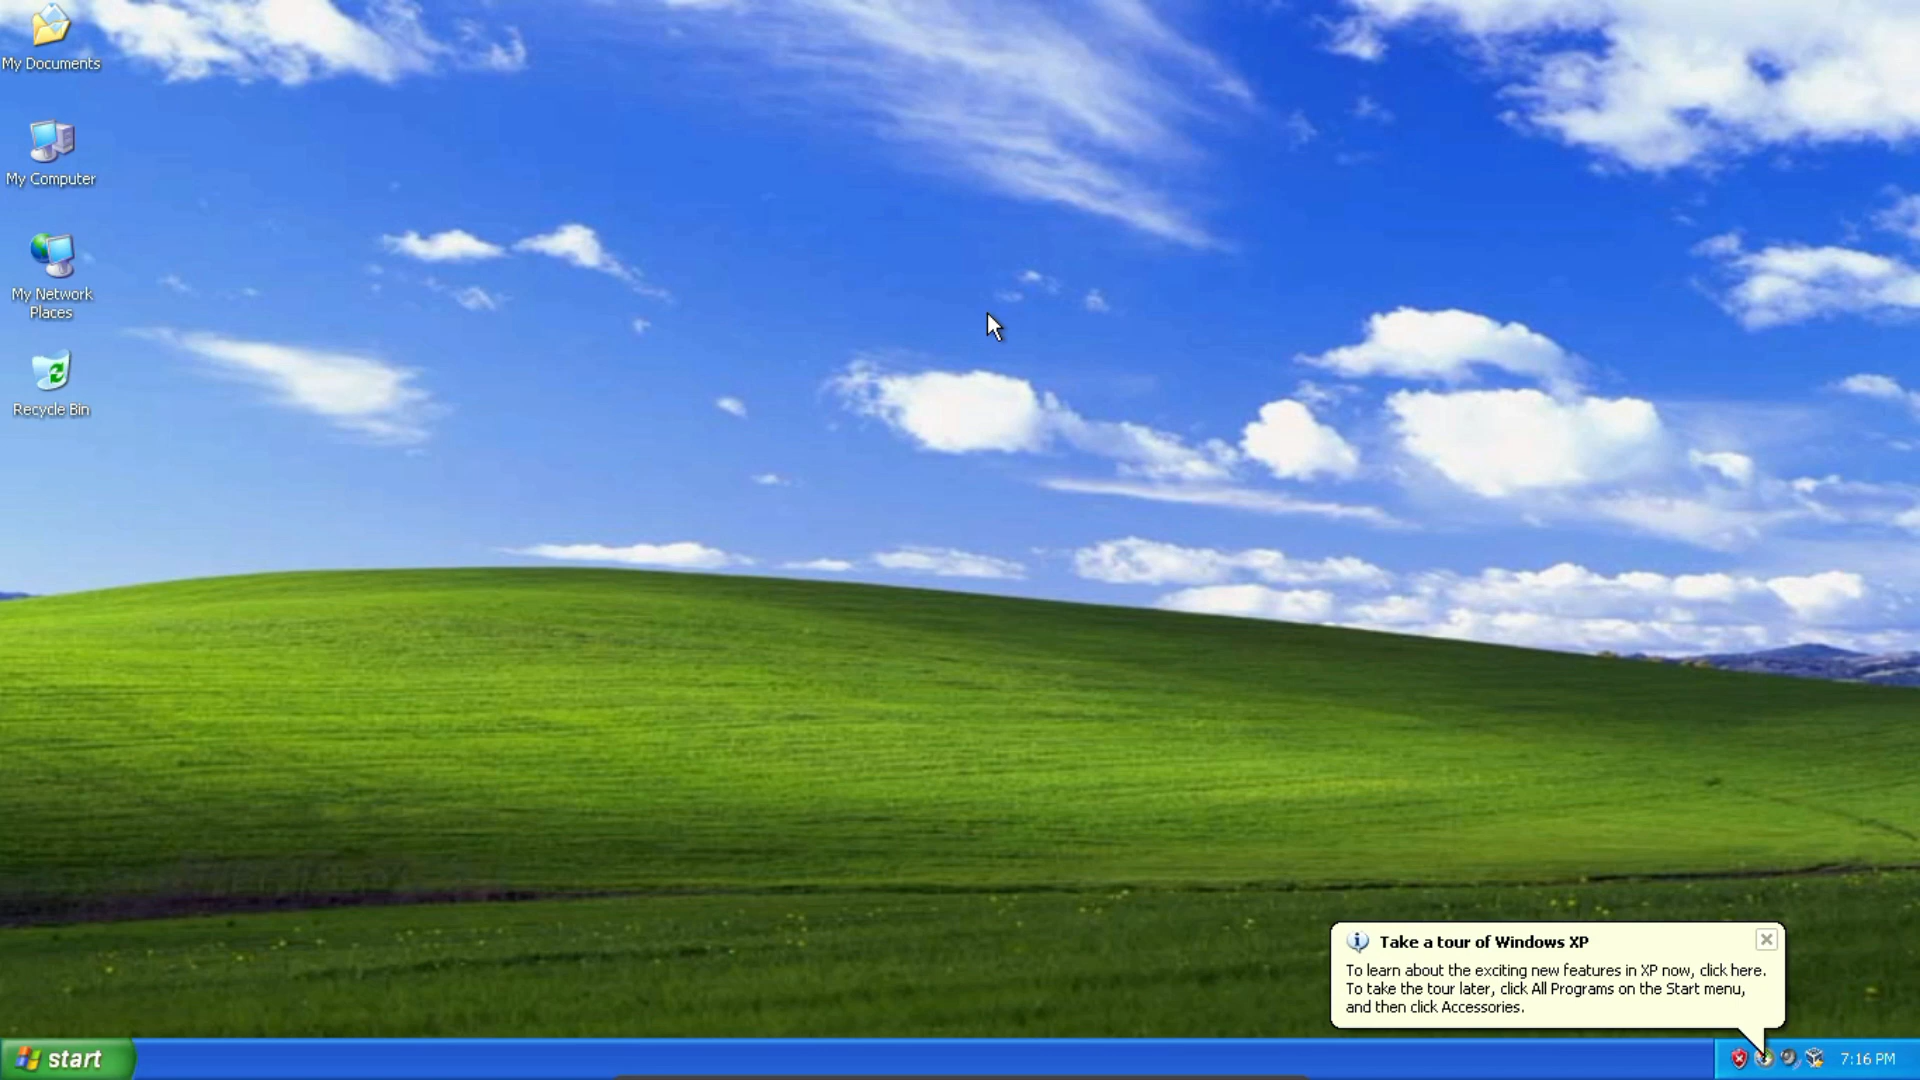 My Documents
My Computer
My Network
Places
Recycle Bin
Take a tour of Windows XP
To learn about the exciting new features in XP now, click here.
To take the tour later, click All Programs on the Start menu,
and then click Accessories.
start
7:16 PM